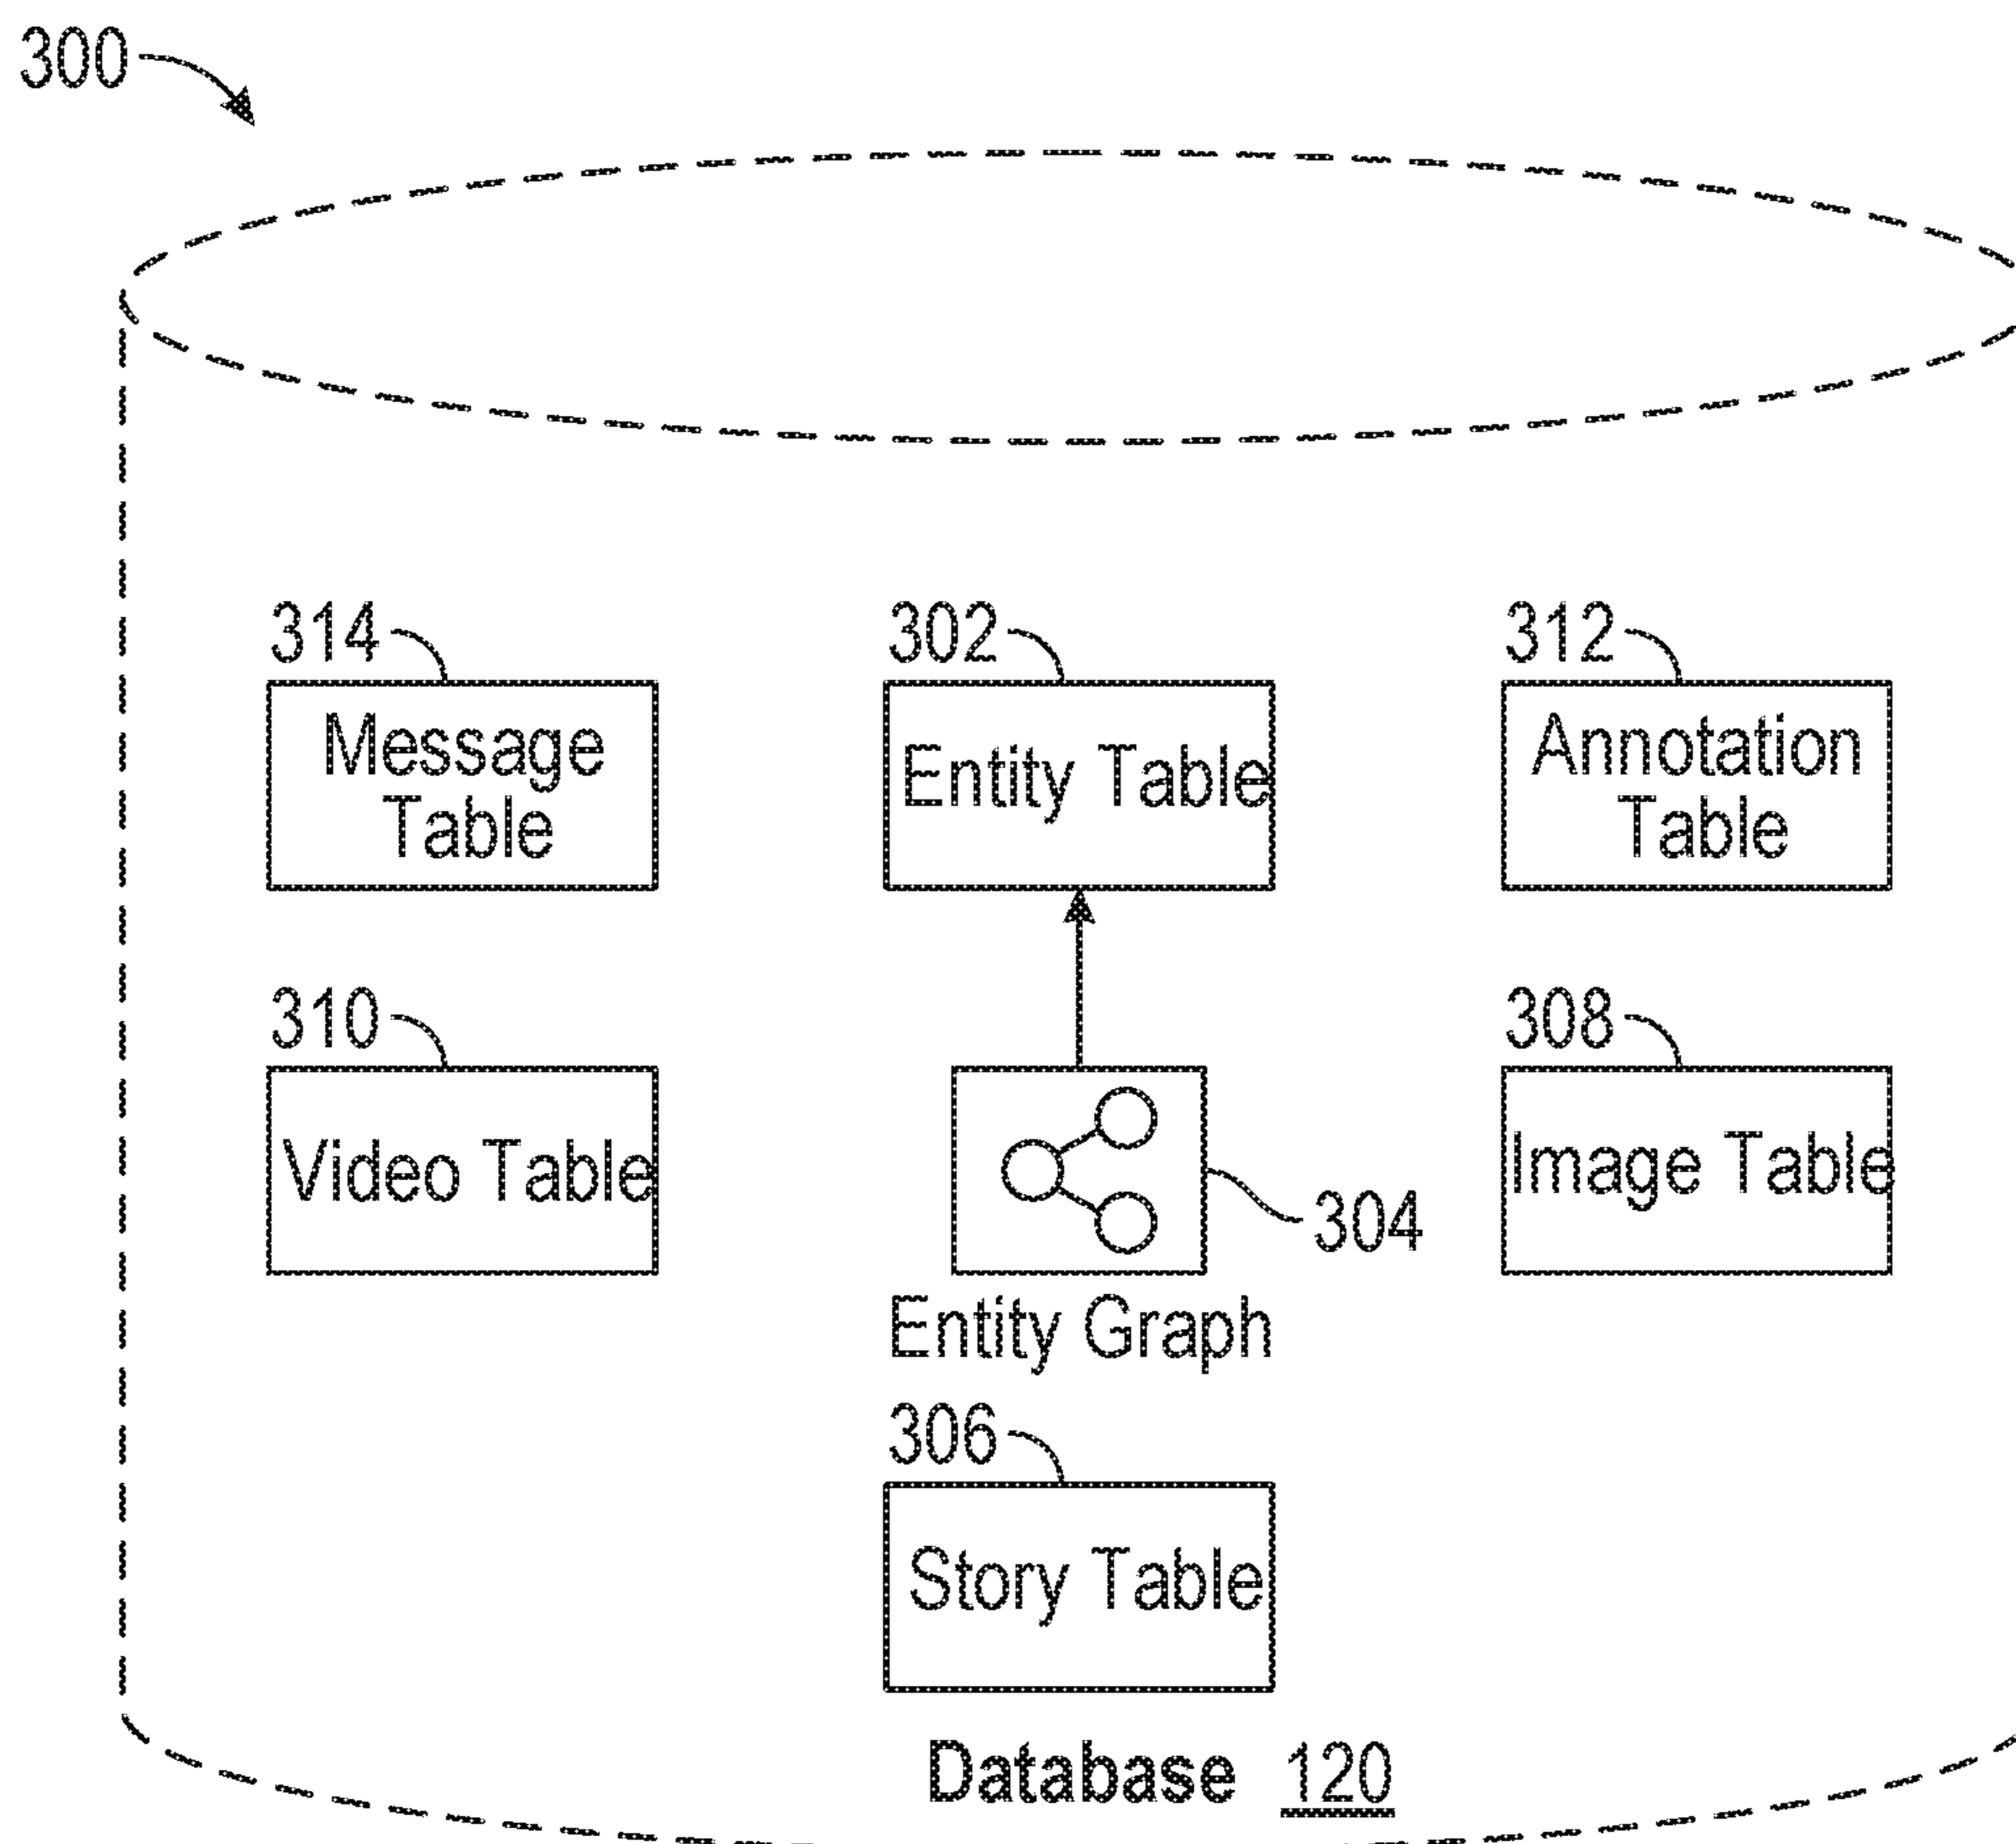 300
314
302
312
Message
Table
Entity Table
Annotation
Table
310
308
Video Table
Image Table
304
Entity Graph
306
Story Table
Database 120